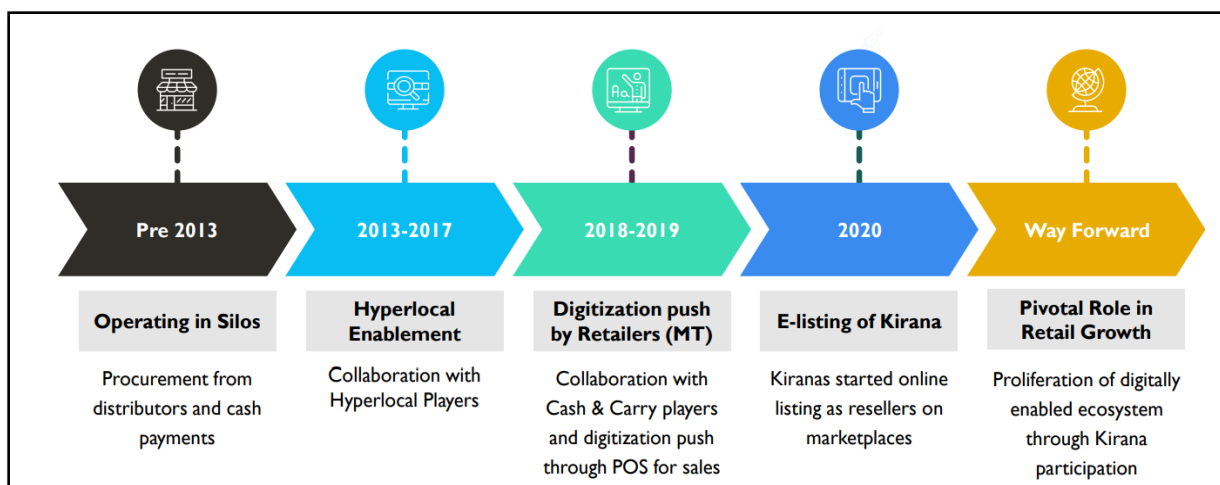 Aa
Pre 2013
2013-2017
2018-2019
2020
Way Forward
Operating in Silos
Procurement from
distributors and cash
payments
Hyperlocal
Enablement
Collaboration with
Hyperlocal Players
Digitization push
by Retailers (MT)
Collaboration with
Cash & Carry players
and digitization push
through POS for sales
E-listing of Kirana
Kiranas started online
listing as resellers on
marketplaces
Pivotal Role in
Retail Growth
Proliferation of digitally
enabled ecosystem
through Kirana
participation